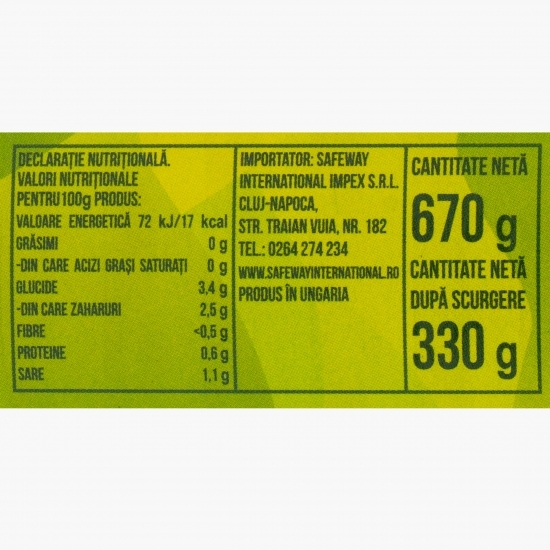 DECLARAȚIE NUTRIȚIONALĂ.
VALORI NUTRIȚIONALE
PENTRU 100g PRODUS:
VALOARE ENERGETICĂ 72 kJ/17 kcal
GRĂSIMI 0 g
-DIN CARE ACIZI GRAȘI SATURAȚI 0 g
GLUCIDE 3,4 g
-DIN CARE ZAHARURI 2,5 g
FIBRE <0,5 g
PROTEINE 0,6 g
SARE 1,1 g
IMPORTATOR: SAFEWAY
INTERNATIONAL IMPEX S.R.L.
CLUJ-NAPOCA,
STR. TRAIAN VUIA, NR. 182
TEL.: 0264 274 234
WWW.SAFEWAYINTERNATIONAL.RO
PRODUS ÎN UNGARIA
CANTITATE NETĂ
670 g
CANTITATE NETĂ
DUPĂ SCURGERE
330 g